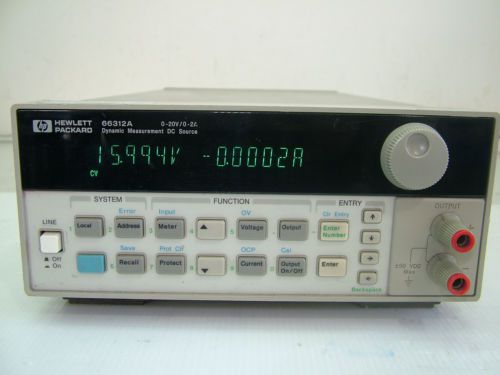 hp HEWLETT PACKARD
66312A 0-20V/0-2A
Dynamic Measurement DC Source
15.994V -0.0002A
CV
SYSTEM FUNCTION ENTRY
OUTPUT
Error Input OV Clr Entry
LINE
Local Address Meter Voltage Output Enter Number
Off
On
Save Prot Clr OCP Cal
Recall Protect Current Output On/Off Enter
Backspace
±50 VDC Max
+
-